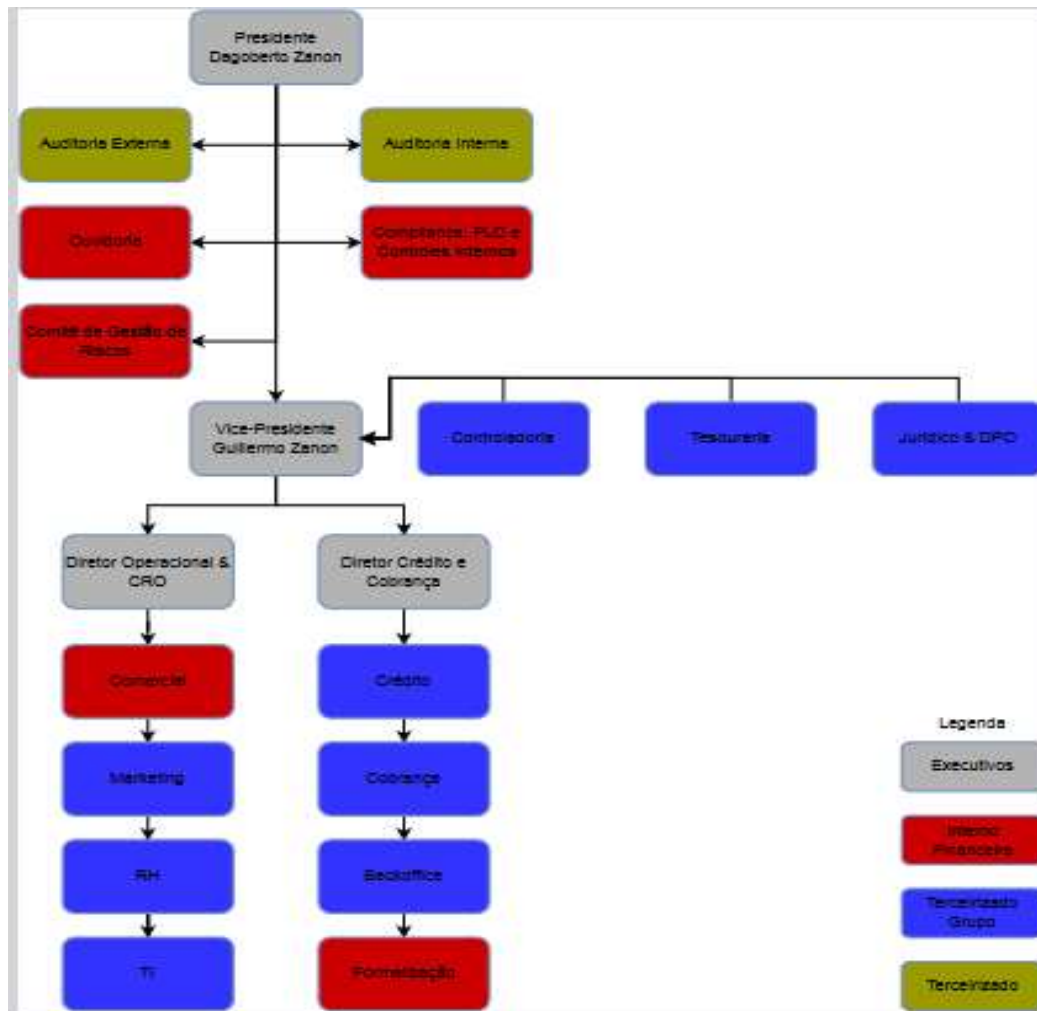 Presidente
Dagoberto Zanon
Auditoria Externa
Auditoria Interna
Ouvidoria
Compliance, PLD e
Controles Internos
Comitê de Gestão de
Riscos
Vice-Presidente
Guillermo Zanon
Controladoria
Tesouraria
Jurídico & DPO
Diretor Operacional &
CRO
Diretor Crédito e
Cobrança
Comercial
Crédito
Marketing
Cobrança
RH
Backoffice
TI
Formalização
Legenda
Executivos
Interno
Financeira
Terceirizado
Grupo
Terceirizado